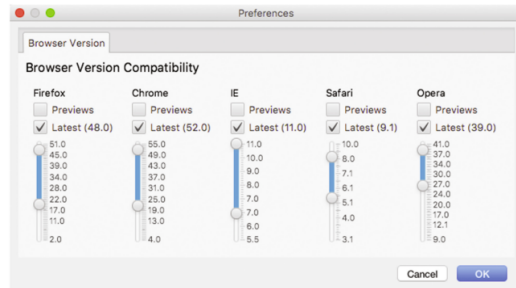 Preferences
Browser Version
Browser Version Compatibility
Firefox
Previews
Latest (48.0)
51.0
45.0
39.0
34.0
28.0
22.0
17.0
11.0
2.0
Chrome
Previews
Latest (52.0)
55.0
49.0
43.0
37.0
31.0
25.0
19.0
13.0
4.0
IE
Previews
Latest (11.0)
11.0
10.0
9.0
8.0
7.0
7.0
6.0
5.5
Safari
Previews
Latest (9.1)
10.0
8.0
7.1
6.1
5.1
4.0
3.1
Opera
Previews
Latest (39.0)
41.0
37.0
34.0
30.0
27.0
24.0
20.0
17.0
12.1
9.0
Cancel
OK